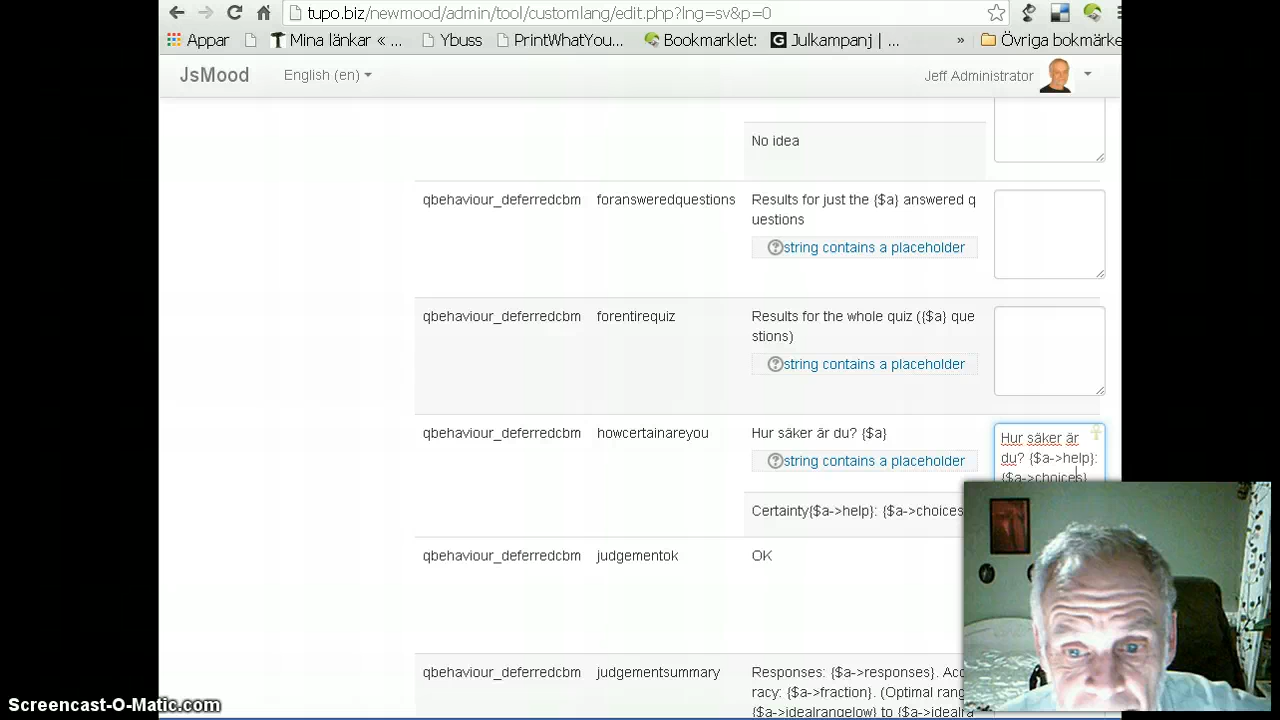 tupo.biz/newmood/admin/tool/customlang/edit.php?lng=sv&p=0
Appar Mina länkar « ... Ybuss PrintWhatYou... Bookmarklet: G Julkampanj | ... » Övriga bokmärke
JsMood English (en) Jeff Administrator
No idea
qbehaviour_deferredcbm foransweredquestions Results for just the {$a} answered q
uestions
string contains a placeholder
qbehaviour_deferredcbm forentirequiz Results for the whole quiz ({$a} que
stions)
string contains a placeholder
qbehaviour_deferredcbm howcertainareyou Hur säker är du? {$a} Hur säker är
du? {$a->help}:
string contains a placeholder {$a->choices}
Certainty{$a->help}: {$a->choices
qbehaviour_deferredcbm judgementok OK
qbehaviour_deferredcbm judgementsummary Responses: {$a->responses}. Acc
racy: {$a->fraction}. (Optimal rang
{$a->idealrangelow} to {$a->idealra
Screencast-O-Matic.com